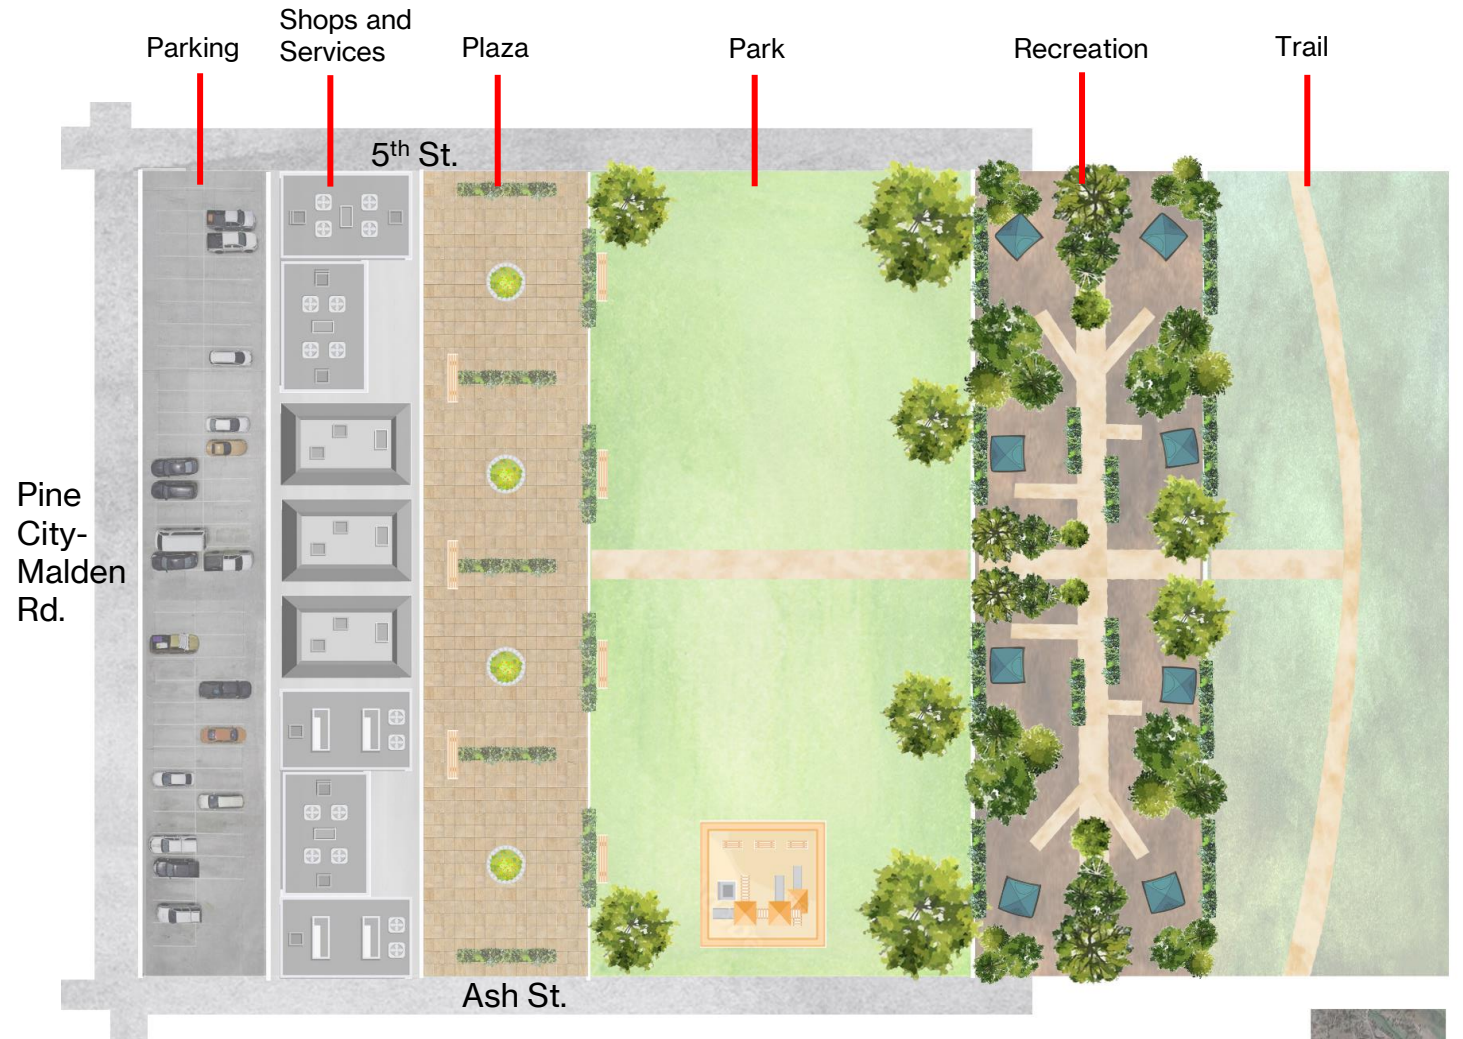 Shops and
Services
Parking
Plaza
Park
Recreation
Trail
5th St.
Pine
City-
Malden
Rd.
Ash St.